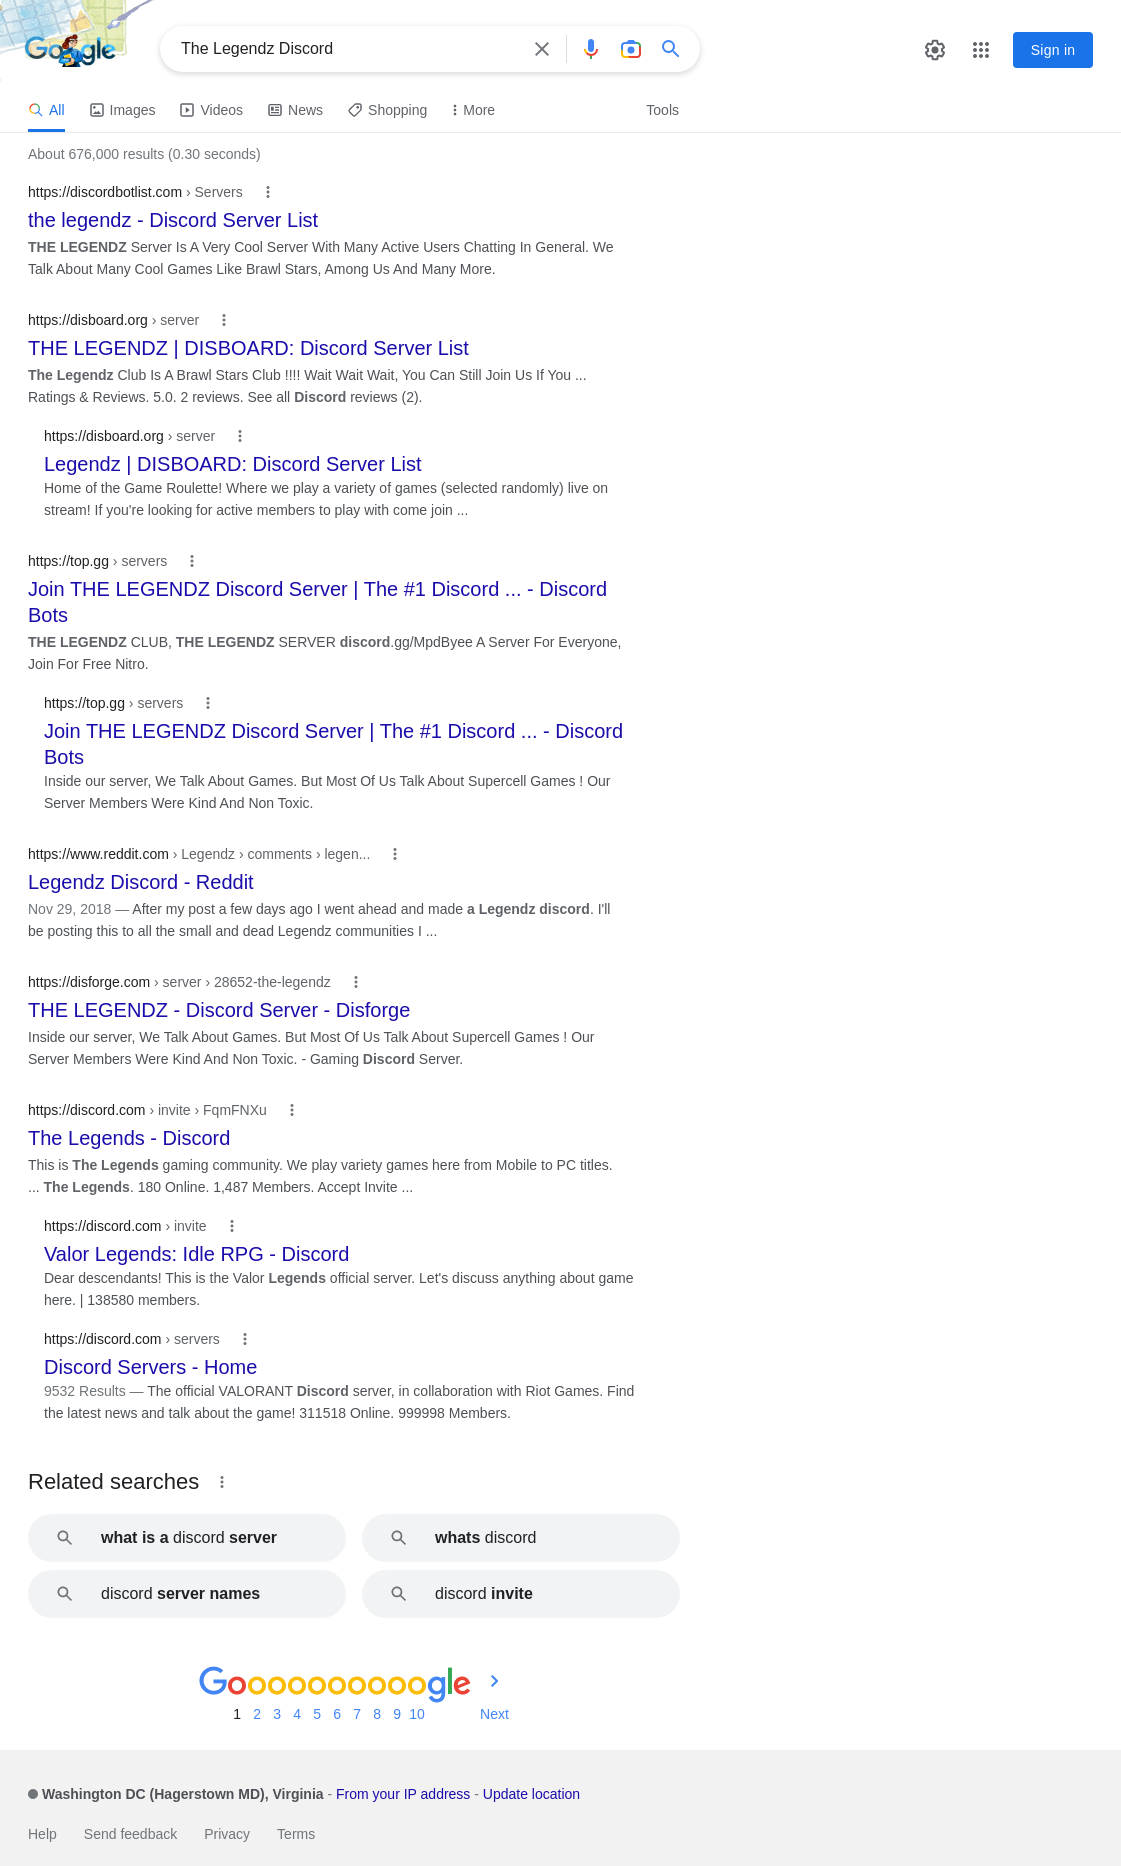 Google
The Legendz Discord
Sign in
All Images Videos News Shopping More Tools
About 676,000 results (0.30 seconds)
https://discordbotlist.com › Servers
the legendz - Discord Server List
THE LEGENDZ Server Is A Very Cool Server With Many Active Users Chatting In General. We
Talk About Many Cool Games Like Brawl Stars, Among Us And Many More.
https://disboard.org › server
THE LEGENDZ | DISBOARD: Discord Server List
The Legendz Club Is A Brawl Stars Club !!!! Wait Wait Wait, You Can Still Join Us If You ...
Ratings & Reviews. 5.0. 2 reviews. See all Discord reviews (2).
https://disboard.org › server
Legendz | DISBOARD: Discord Server List
Home of the Game Roulette! Where we play a variety of games (selected randomly) live on
stream! If you're looking for active members to play with come join ...
https://top.gg › servers
Join THE LEGENDZ Discord Server | The #1 Discord ... - Discord
Bots
THE LEGENDZ CLUB, THE LEGENDZ SERVER discord.gg/MpdByee A Server For Everyone,
Join For Free Nitro.
https://top.gg › servers
Join THE LEGENDZ Discord Server | The #1 Discord ... - Discord
Bots
Inside our server, We Talk About Games. But Most Of Us Talk About Supercell Games ! Our
Server Members Were Kind And Non Toxic.
https://www.reddit.com › Legendz › comments › legen...
Legendz Discord - Reddit
Nov 29, 2018 — After my post a few days ago I went ahead and made a Legendz discord. I'll
be posting this to all the small and dead Legendz communities I ...
https://disforge.com › server › 28652-the-legendz
THE LEGENDZ - Discord Server - Disforge
Inside our server, We Talk About Games. But Most Of Us Talk About Supercell Games ! Our
Server Members Were Kind And Non Toxic. - Gaming Discord Server.
https://discord.com › invite › FqmFNXu
The Legends - Discord
This is The Legends gaming community. We play variety games here from Mobile to PC titles.
... The Legends. 180 Online. 1,487 Members. Accept Invite ...
https://discord.com › invite
Valor Legends: Idle RPG - Discord
Dear descendants! This is the Valor Legends official server. Let's discuss anything about game
here. | 138580 members.
https://discord.com › servers
Discord Servers - Home
9532 Results — The official VALORANT Discord server, in collaboration with Riot Games. Find
the latest news and talk about the game! 311518 Online. 999998 Members.
Related searches
what is a discord server
whats discord
discord server names
discord invite
Goooooooooogle
1 2 3 4 5 6 7 8 9 10 Next
Washington DC (Hagerstown MD), Virginia - From your IP address - Update location
Help Send feedback Privacy Terms